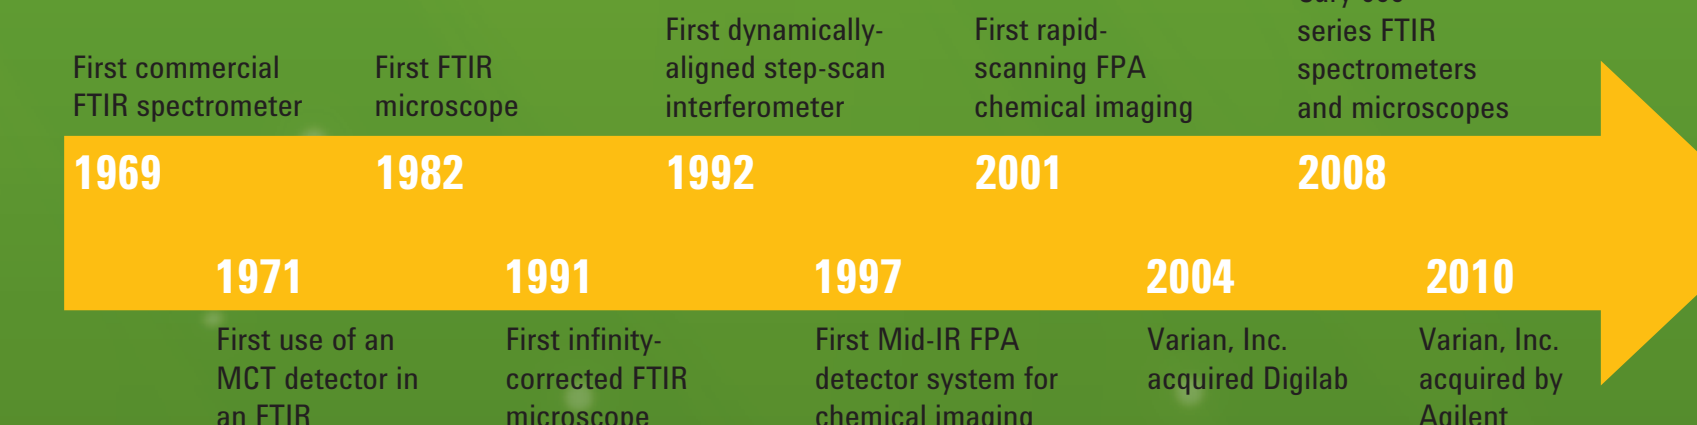 First commercial
FTIR spectrometer
1969
First use of an
MCT detector in
an FTIR
1971
First FTIR
microscope
1982
First infinity-
corrected FTIR
microscope
1991
First dynamically-
aligned step-scan
interferometer
1992
First Mid-IR FPA
detector system for
chemical imaging
1997
First rapid-
scanning FPA
chemical imaging
2001
Varian, Inc.
acquired Digilab
2004
series FTIR
spectrometers
and microscopes
2008
Varian, Inc.
acquired by
Agilent
2010